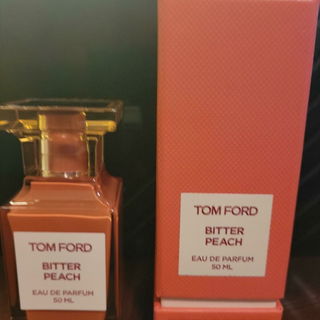 TOM FORD
BITTER
PEACH
EAU DE PARFUM
50 ML
TOM FORD
BITTER
PEACH
EAU DE PARFUM
50 ML